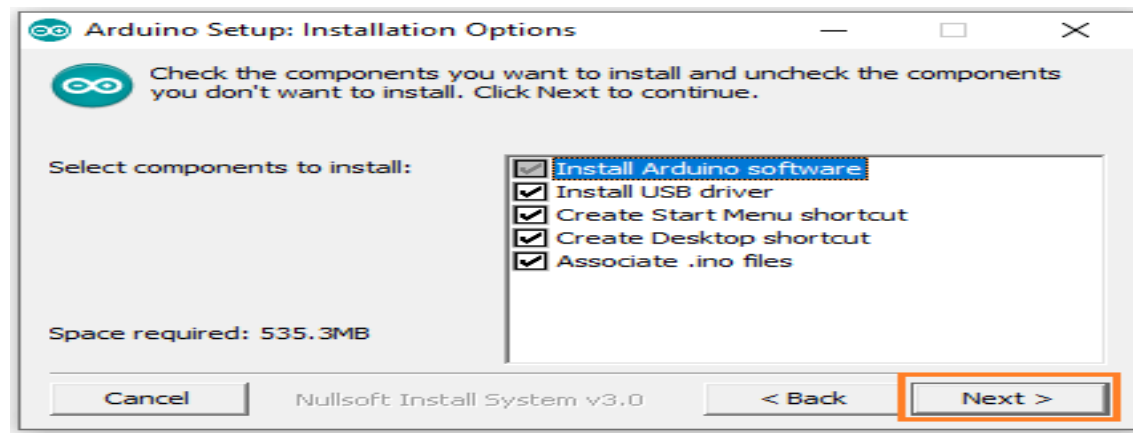 Arduino Setup: Installation Options
Check the components you want to install and uncheck the components
you don't want to install. Click Next to continue.
Select components to install:
Install Arduino software
Install USB driver
Create Start Menu shortcut
Create Desktop shortcut
Associate .ino files
Space required: 535.3MB
Cancel
Nullsoft Install System v3.0
< Back
Next >